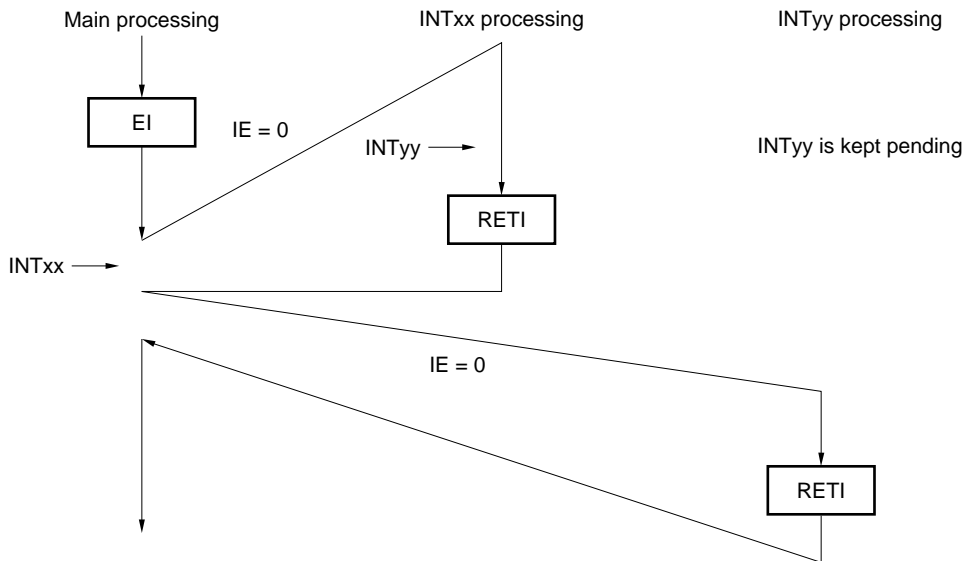 Main processing
INTxx processing
INTyy processing
EI
IE = 0
INTyy
INTyy is kept pending
RETI
INTxx
IE = 0
RETI